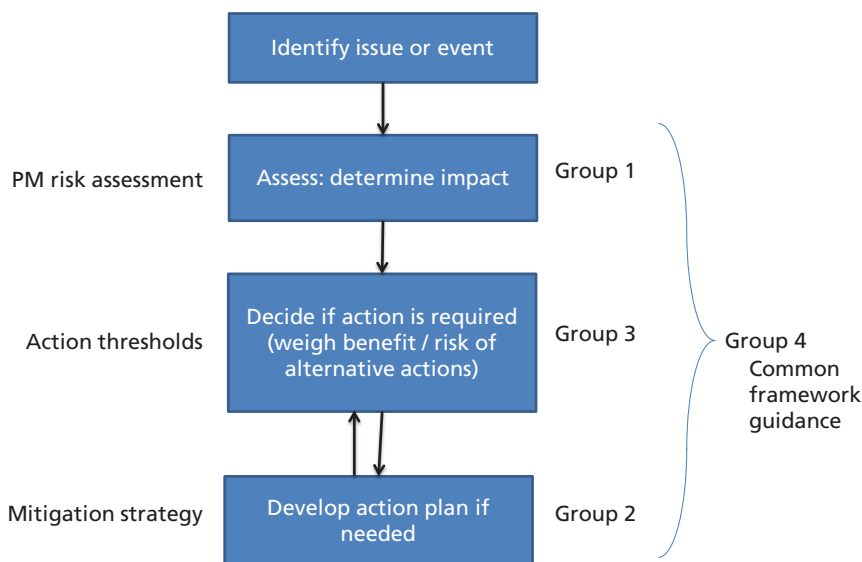 Identify issue or event
PM risk assessment
Assess: determine impact
Group 1
Action thresholds
Decide if action is required
(weigh benefit / risk of
alternative actions)
Group 3
Group 4
Common
framework
guidance
Mitigation strategy
Develop action plan if
needed
Group 2